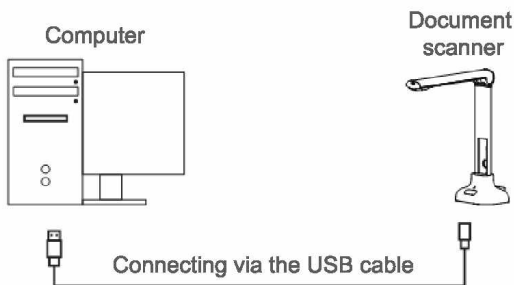 Computer
Document
scanner
Connecting via the USB cable